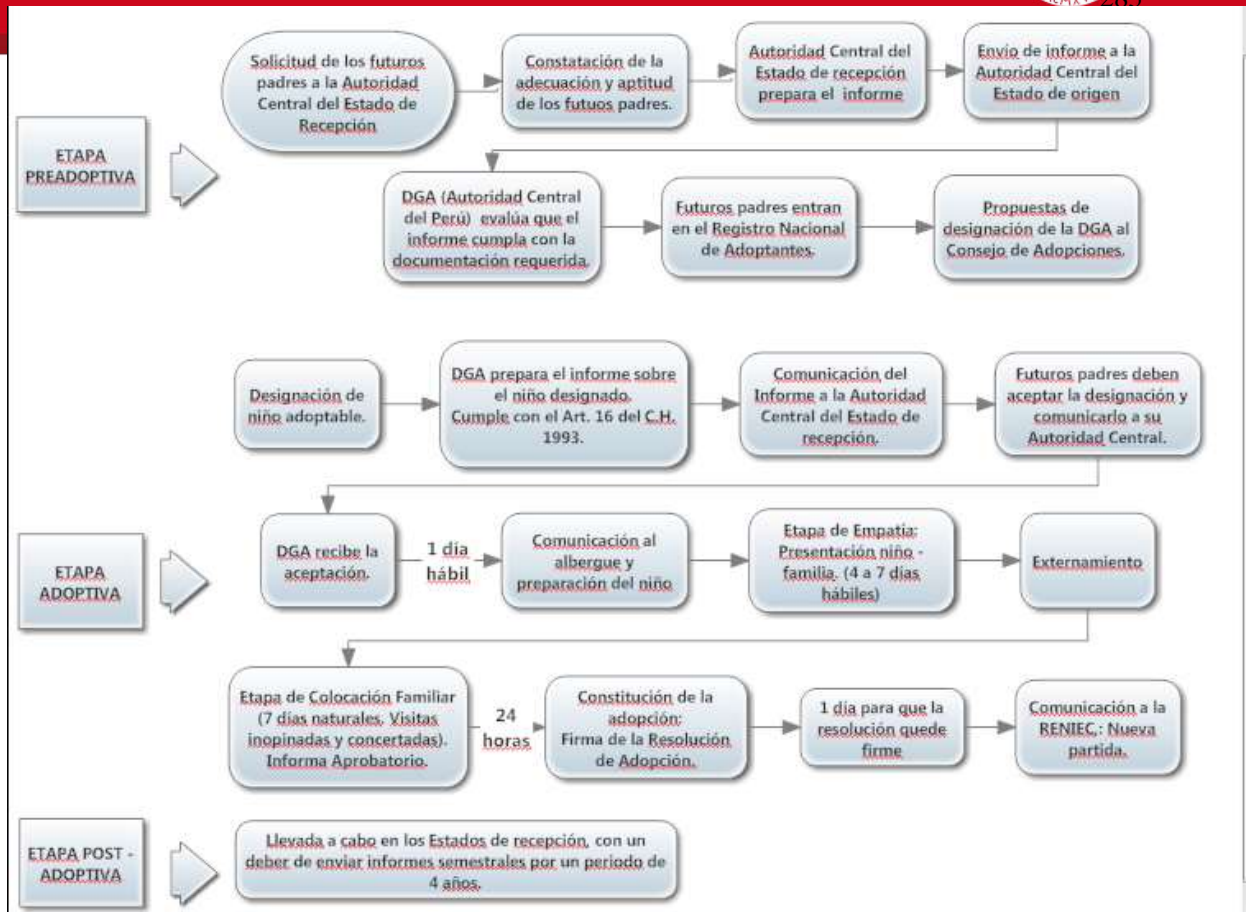 285
Solicitud de los futuros
padres a la Autoridad
Central del Estado de
Recepción
Constatación de la
adecuación y aptitud
de los futuos padres.
Autoridad Central del
Estado de recepción
prepara el informe
Envío de informe a la
Autoridad Central del
Estado de origen
ETAPA
PREADOPTIVA
DGA (Autoridad Central
del Perú) evalúa que el
informe cumpla con la
documentación requerida.
Futuros padres entran
en el Registro Nacional
de Adoptantes.
Propuestas de
designación de la DGA al
Consejo de Adopciones.
Designación de
niño adoptable.
DGA prepara el informe sobre
el niño designado.
Cumple con el Art. 16 del C.H.
1993.
Comunicación del
Informe a la Autoridad
Central del Estado de
recepción.
Futuros padres deben
aceptar la designación y
comunicarlo a su
Autoridad Central.
ETAPA
ADOPTIVA
DGA recibe la
aceptación.
1 día
hábil
Comunicación al
albergue y
preparación del niño
Etapa de Empatía:
Presentación niño -
familia. (4 a 7 días
hábiles)
Externamiento
Etapa de Colocación Familiar
(7 días naturales. Visitas
inopinadas y concertadas).
Informa Aprobatorio.
24
horas
Constitución de la
adopción:
Firma de la Resolución
de Adopción.
1 día para que la
resolución quede
firme
Comunicación a la
RENIEC.: Nueva
partida.
ETAPA POST -
ADOPTIVA
Llevada a cabo en los Estados de recepción, con un
deber de enviar informes semestrales por un periodo de
4 años.